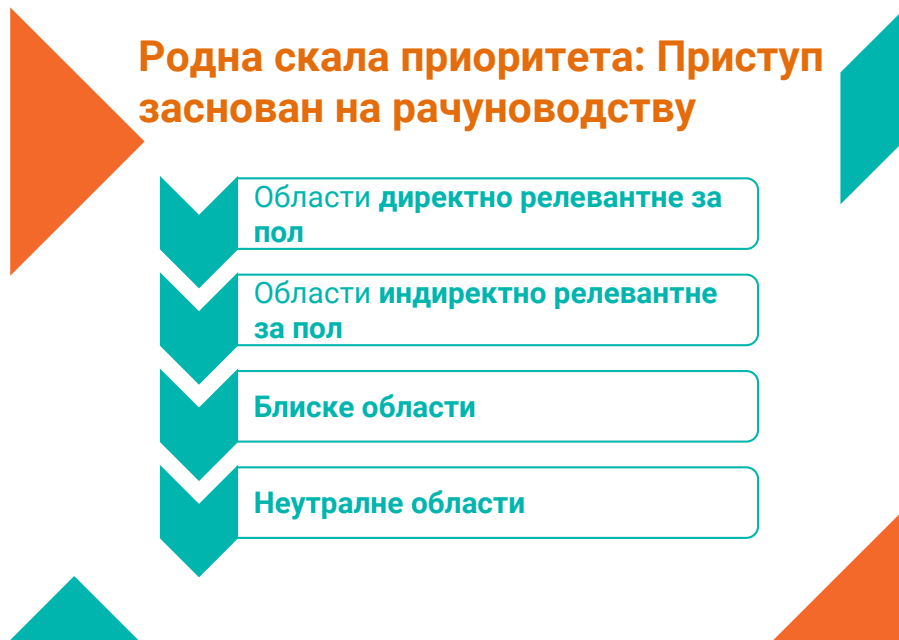 Родна скала приоритета: Приступ
заснован на рачуноводству
Области директно релевантне за
пол
Области индиректно релевантне
за пол
Блиске области
Неутралне области